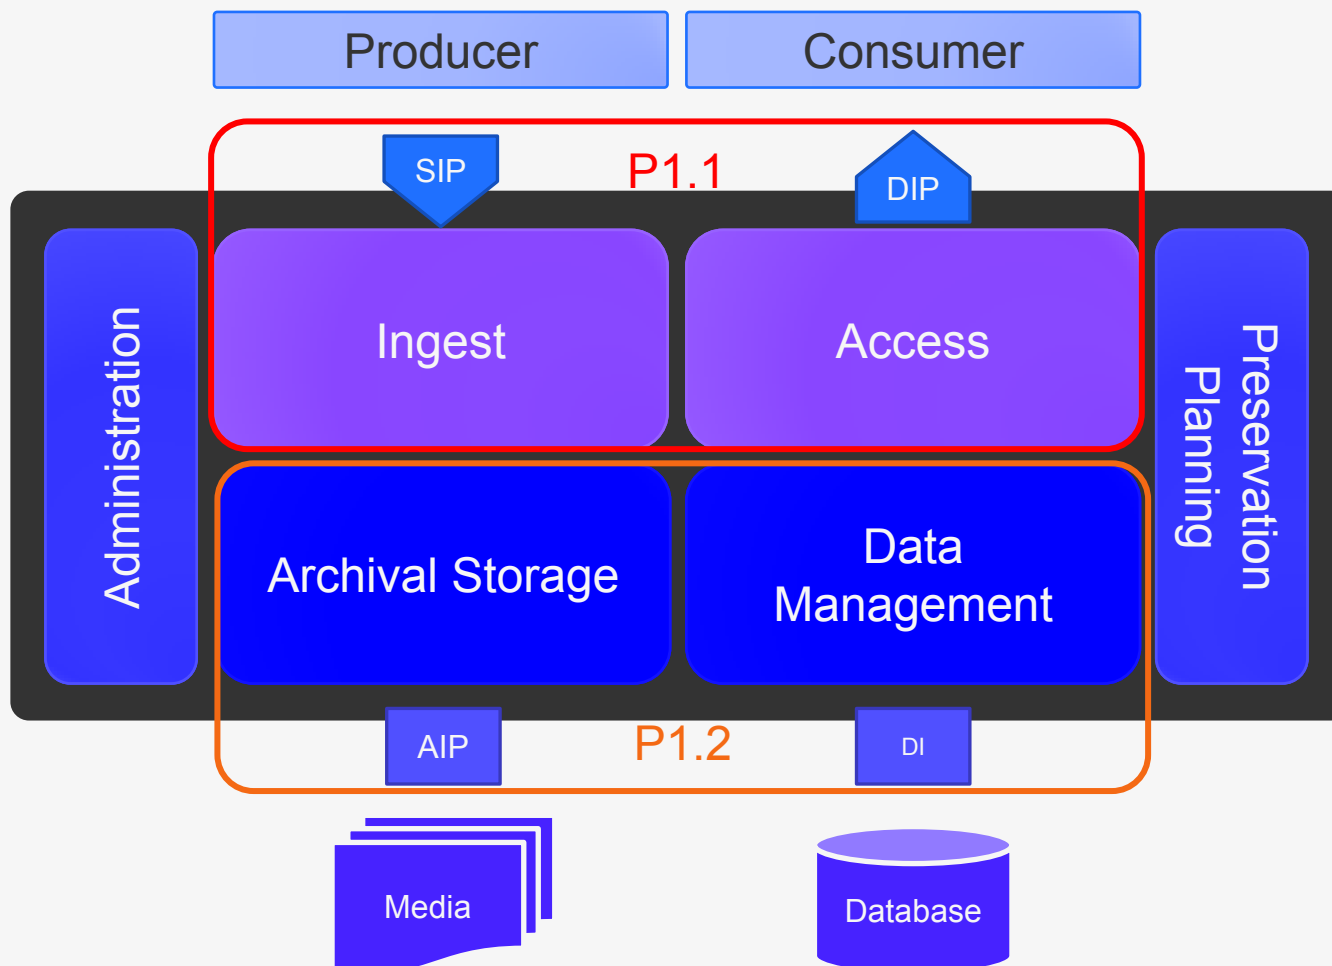 Producer
Consumer
SIP
P1.1
DIP
Administration
Ingest
Access
Preservation
Planning
Archival Storage
Data
Management
AIP
P1.2
DI
Media
Database